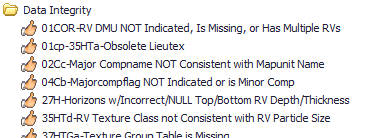 Data Integrity
01COR-RV DMU NOT Indicated, Is Missing, or Has Multiple RVs
01cp-35HTa-Obsolete Lieutex
02Cc-Major Compname NOT Consistent with Mapunit Name
04Cb-Majorcompflag NOT Indicated or is Minor Comp
27H-Horizons w/Incorrect/NULL Top/Bottom RV Depth/Thickness
35HTd-RV Texture Class not Consistent with RV Particle Size
37HTGa-Texture Group Table is Missing